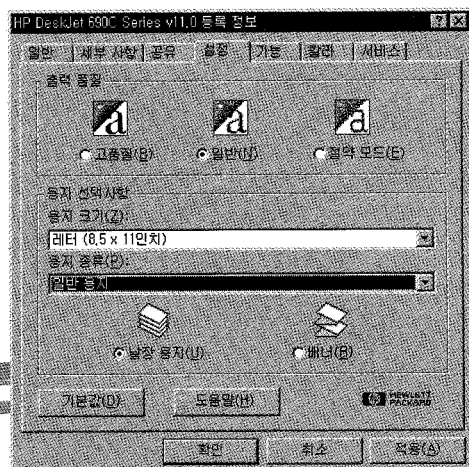 HP DeskJet 690C Series v11.0 등록 정보
일반 세부 사항 공유 설정 기능 칼라 서비스
출력 품질
고품질(B) 일반(N) 절약 모드(E)
용지 선택사항
용지 크기(Z):
레터 (8.5 x 11인치)
용지 종류(P):
일반 용지
낱장 용지(U) 배너(R)
기본값(D) 도움말(H) HEWLETT
PACKARD
확인 취소 적용(A)